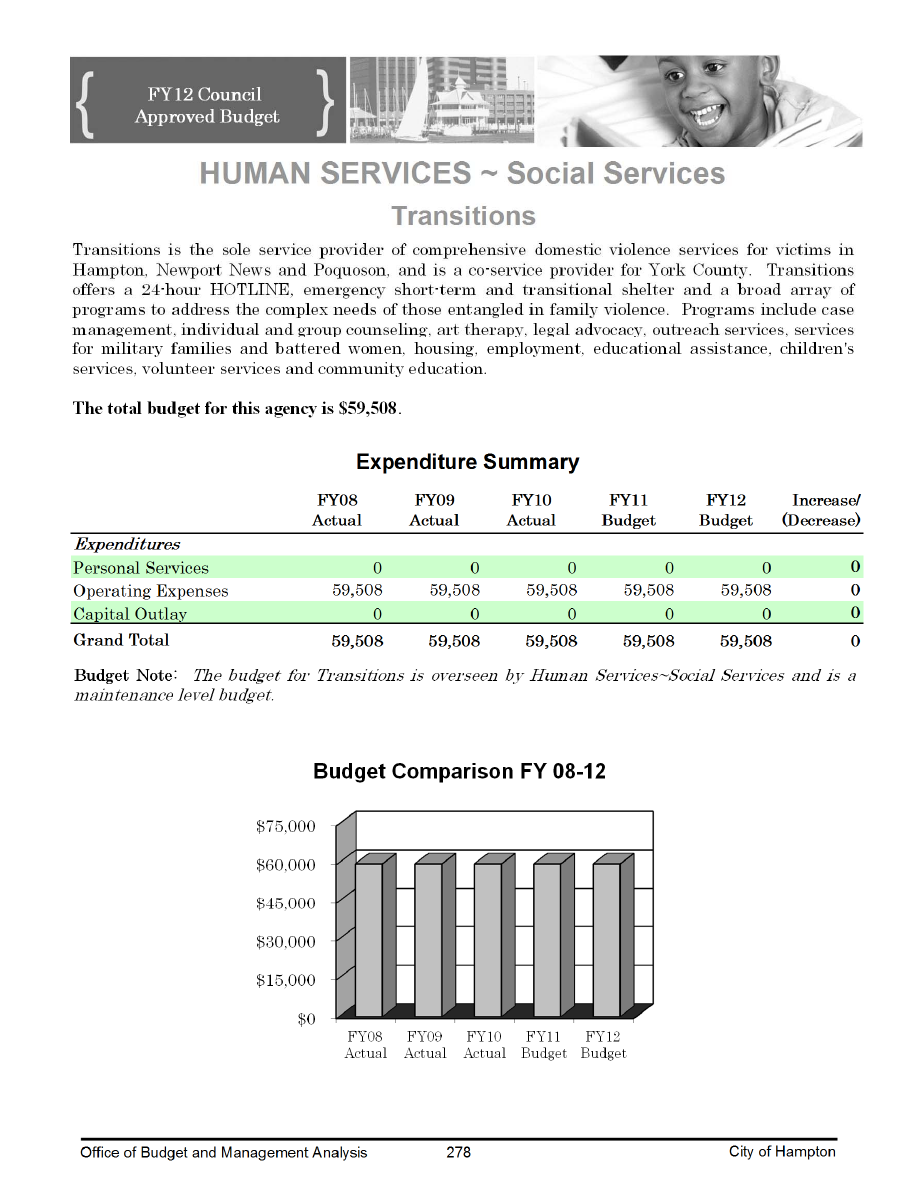 FY12 Council
Approved Budget
HUMAN SERVICES ~ Social Services
Transitions
Transitions is the sole service provider of comprehensive domestic violence services for victims in
Hampton, Newport News and Poquoson, and is a co-service provider for York County. Transitions
offers a 24-hour HOTLINE, emergency short-term and transitional shelter and a broad array of
programs to address the complex needs of those entangled in family violence. Programs include case
management, individual and group counseling, art therapy, legal advocacy, outreach services, services
for military families and battered women, housing, employment, educational assistance, children's
services, volunteer services and community education.
The total budget for this agency is $59,508.
Expenditure Summary
FY08 FY09 FY10 FY11 FY12 Increase/
Actual Actual Actual Budget Budget (Decrease)
Expenditures
Personal Services 0 0 0 0 0 0
Operating Expenses 59,508 59,508 59,508 59,508 59,508 0
Capital Outlay 0 0 0 0 0 0
Grand Total 59,508 59,508 59,508 59,508 59,508 0
Budget Note: The budget for Transitions is overseen by Human Services~Social Services and is a
maintenance level budget.
Budget Comparison FY 08-12
$75,000
$60,000
$45,000
$30,000
$15,000
$0
FY08 FY09 FY10 FY11 FY12
Actual Actual Actual Budget Budget
Office of Budget and Management Analysis 278 City of Hampton